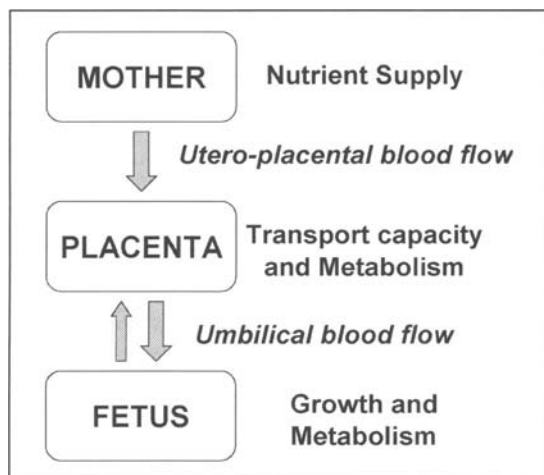 MOTHER
Nutrient Supply
Utero-placental blood flow
PLACENTA
Transport capacity
and Metabolism
Umbilical blood flow
FETUS
Growth and
Metabolism